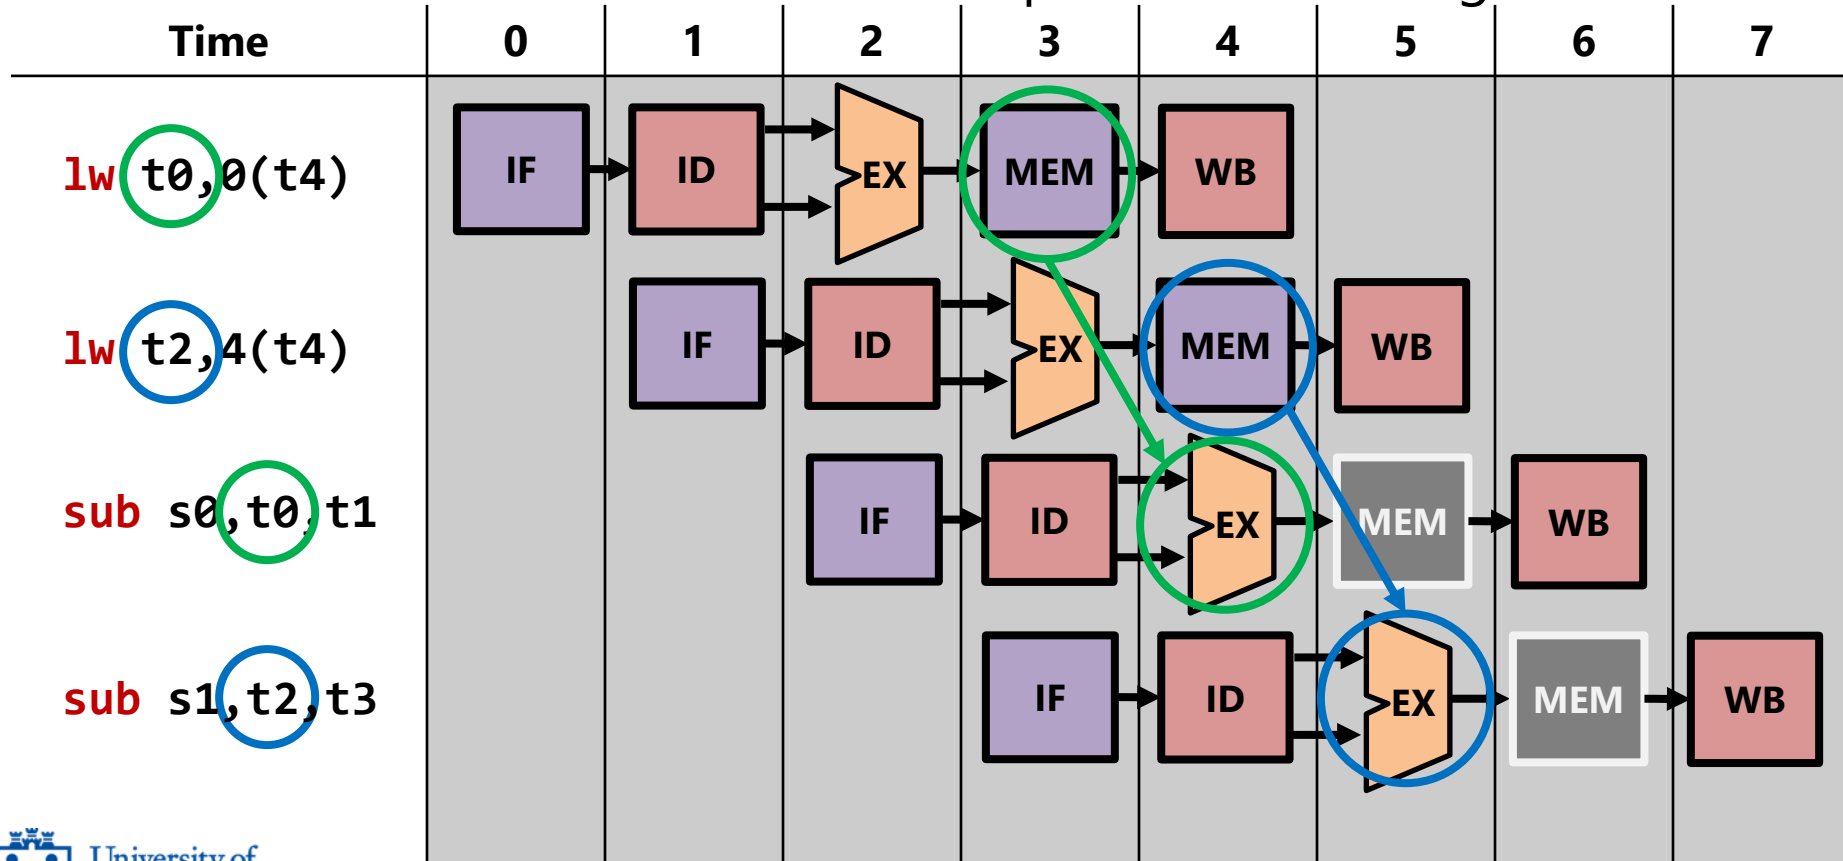 Time 0 1 2 3 4 5 6 7
lw t0,0(t4) IF ID EX MEM WB
lw t2,4(t4) IF ID EX MEM WB
sub s0,t0,t1 IF ID EX MEM WB
sub s1,t2,t3 IF ID EX MEM WB
University of